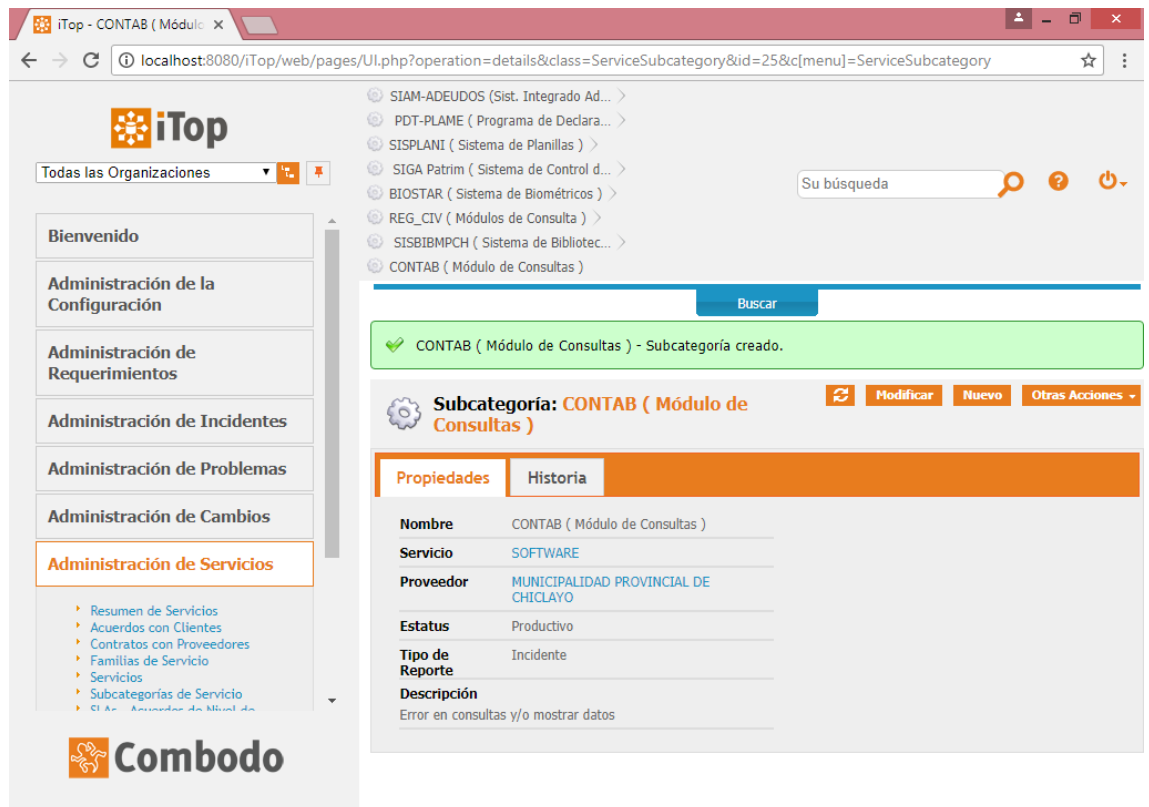 iTop - CONTAB ( Módulo
localhost:8080/iTop/web/pages/UI.php?operation=details&class=ServiceSubcategory&id=25&c[menu]=ServiceSubcategory
iTop
Todas las Organizaciones
Bienvenido
Administración de la
Configuración
Administración de
Requerimientos
Administración de Incidentes
Administración de Problemas
Administración de Cambios
Administración de Servicios
Resumen de Servicios
Acuerdos con Clientes
Contratos con Proveedores
Familias de Servicio
Servicios
Subcategorías de Servicio
SLAs - Acuerdos de Nivel de
Combodo
SIAM-ADEUDOS (Sist. Integrado Ad...
PDT-PLAME ( Programa de Declara...
SISPLANI ( Sistema de Planillas )
SIGA Patrim ( Sistema de Control d...
BIOSTAR ( Sistema de Biométricos )
REG_CIV ( Módulos de Consulta )
SISBIBMPCH ( Sistema de Bibliotec...
CONTAB ( Módulo de Consultas )
Su búsqueda
Buscar
CONTAB ( Módulo de Consultas ) - Subcategoría creado.
Subcategoría: CONTAB ( Módulo de
Consultas )
Modificar Nuevo Otras Acciones
Propiedades Historia
Nombre CONTAB ( Módulo de Consultas )
Servicio SOFTWARE
Proveedor MUNICIPALIDAD PROVINCIAL DE
CHICLAYO
Estatus Productivo
Tipo de Incidente
Reporte
Descripción
Error en consultas y/o mostrar datos